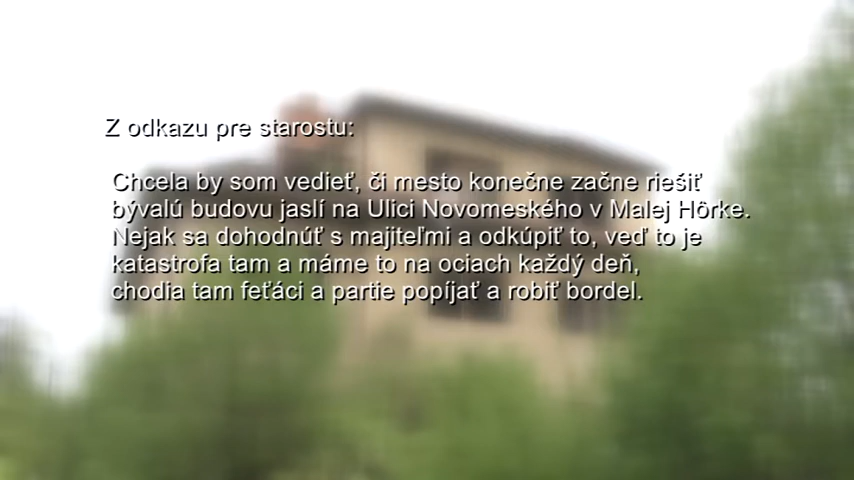 Z odkazu pre starostu:
Chcela by som vedieť, či mesto konečne začne riešiť
bývalú budovu jaslí na Ulici Novomeského v Malej Hôrke.
Nejak sa dohodnúť s majiteľmi a odkúpiť to, veď to je
katastrofa tam a máme to na ociach každý deň,
chodia tam feťáci a partie popíjať a robiť bordel.